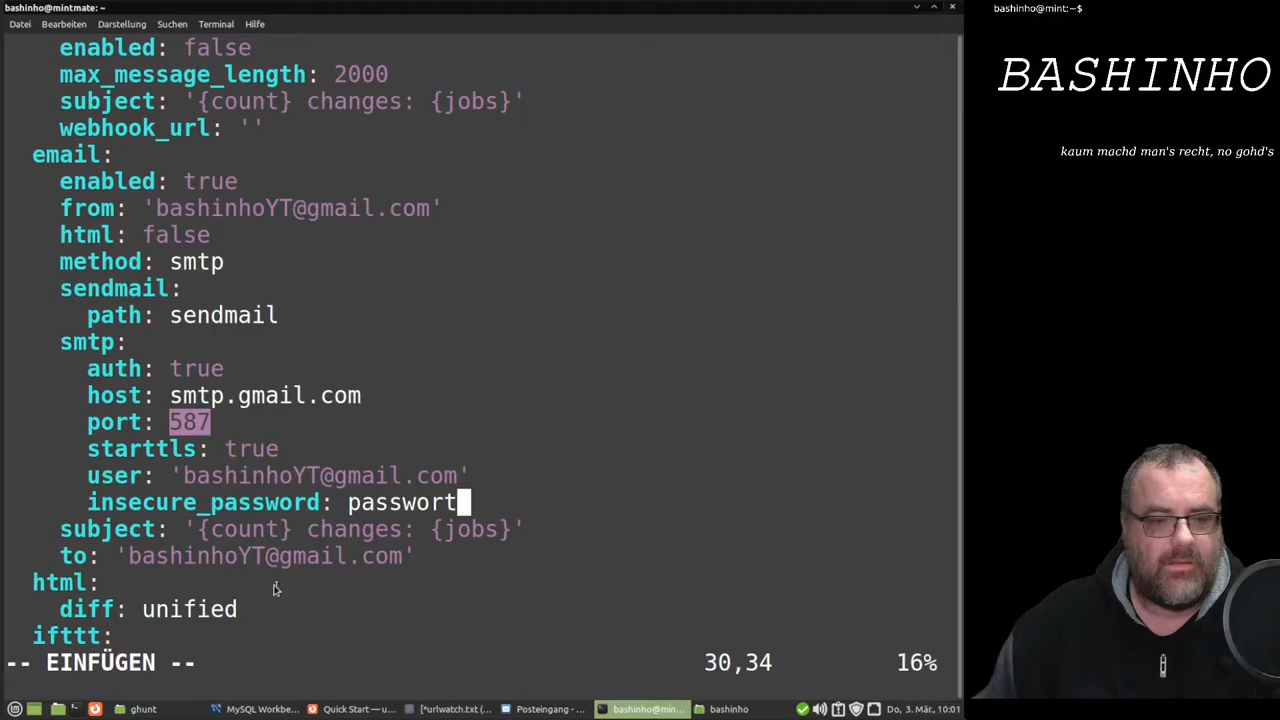 bashinho@mintmate: ~
Datei Bearbeiten Darstellung Suchen Terminal Hilfe
enabled: false
max_message_length: 2000
subject: '{count} changes: {jobs}'
webhook_url: ''
email:
enabled: true
from: 'bashinhoYT@gmail.com'
html: false
method: smtp
sendmail:
path: sendmail
smtp:
auth: true
host: smtp.gmail.com
port: 587
starttls: true
user: 'bashinhoYT@gmail.com'
insecure_password: passwort
subject: '{count} changes: {jobs}'
to: 'bashinhoYT@gmail.com'
html:
diff: unified
ifttt:
-- EINFÜGEN -- 30,34 16%
bashinho@mint:~$
BASHINHO
kaum machd man's recht, no gohd's
ghunt MySQL Workbe... Quick Start — u... [*urlwatch.txt (... Posteingang -... bashinho@min... bashinho Do, 3. Mär., 10:01